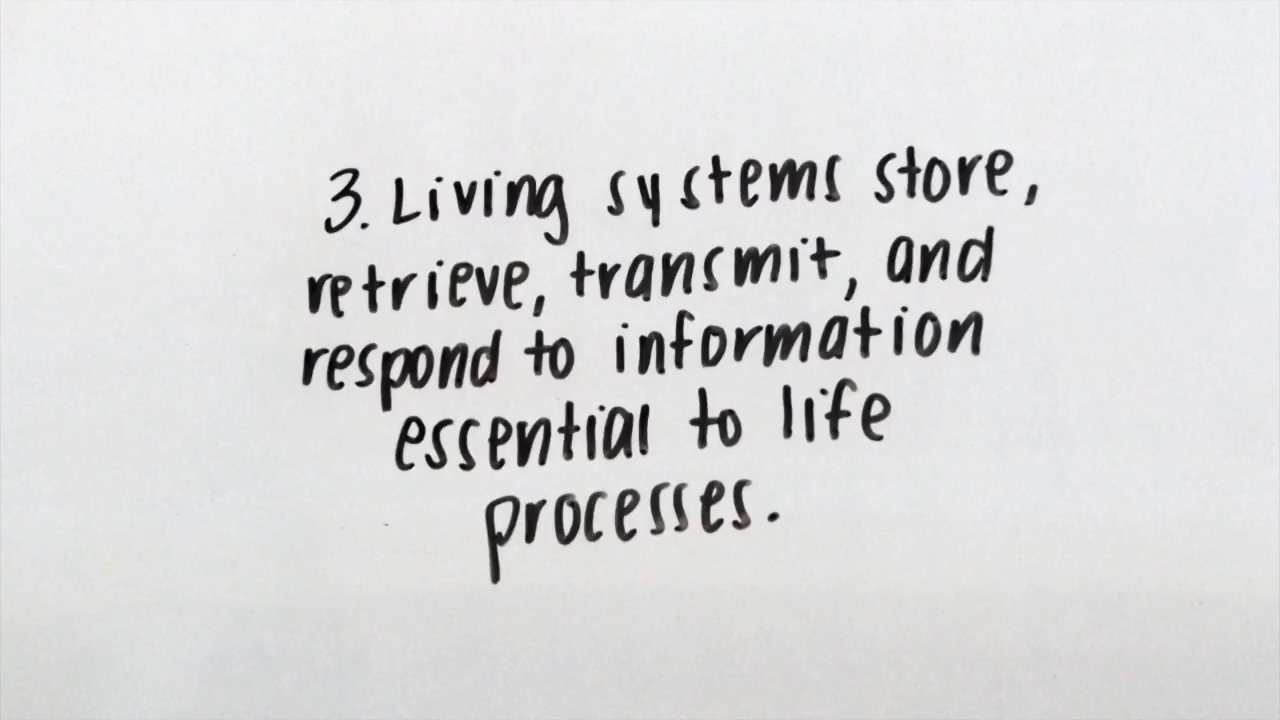 3. Living systems store,
retrieve, transmit, and
respond to information
essential to life
processes.